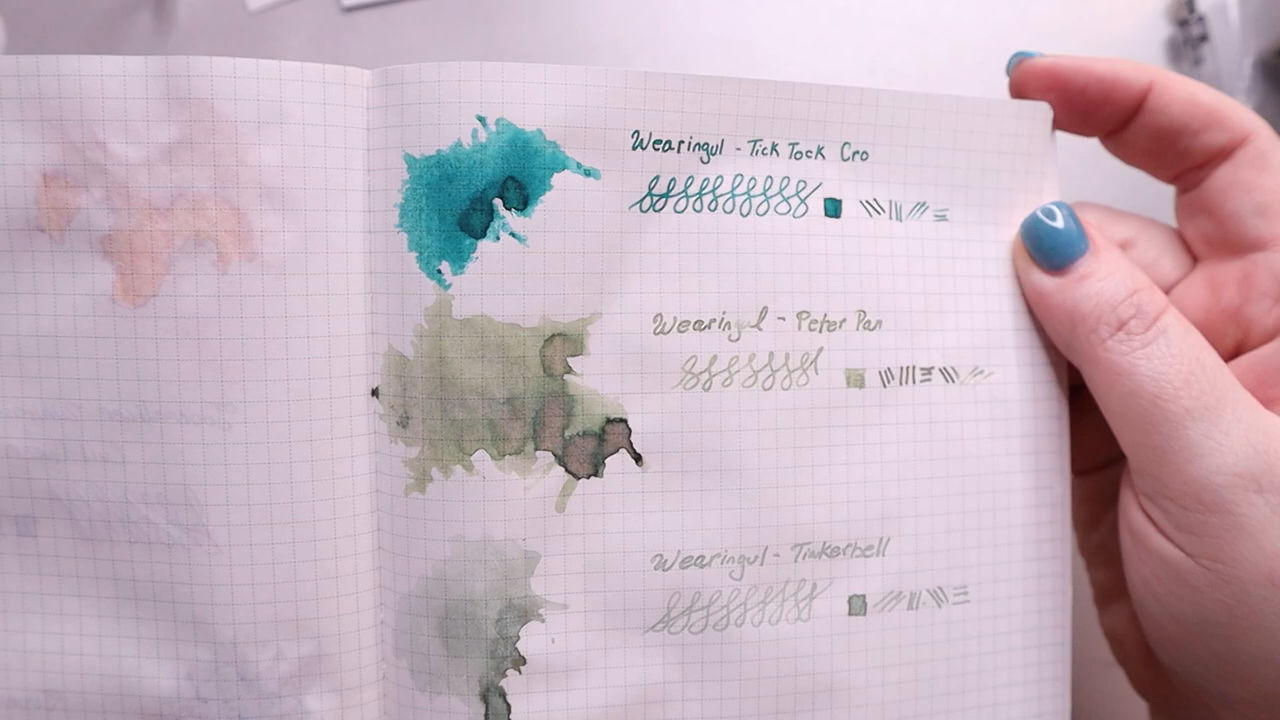 Wearingul - Tick Tock Cro
Wearingul - Peter Pan
Wearingul - Tinkerbell